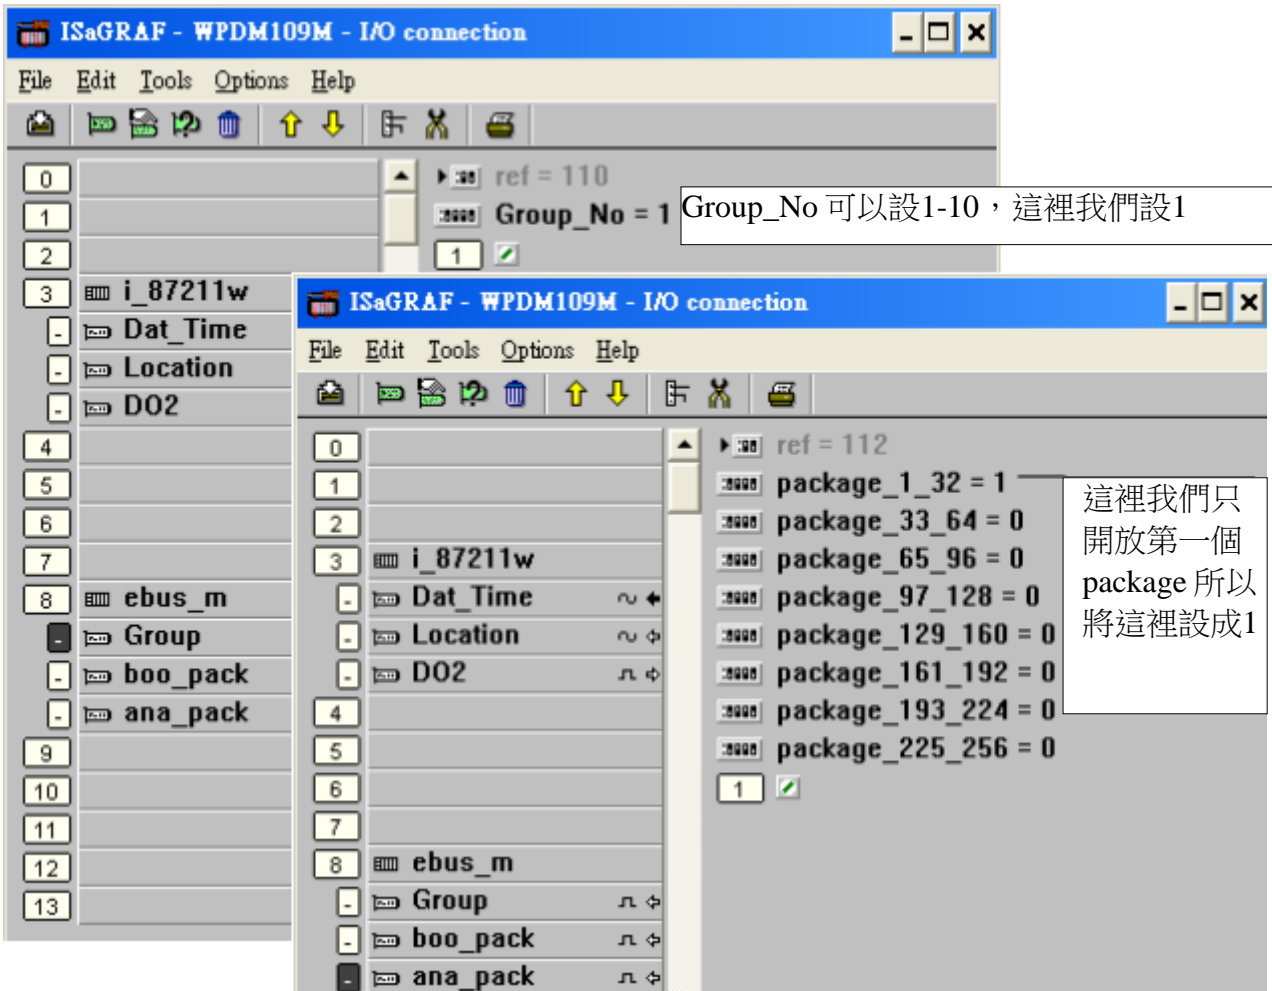 ISaGRAF - WPDM109M - I/O connection
File Edit Tools Options Help
0
1
2
3 i_87211w
- Dat_Time
- Location
- DO2
4
5
6
7
8 ebus_m
- Group
- boo_pack
- ana_pack
9
10
11
12
13
ref = 110
Group_No = 1
1
Group_No 可以設1-10，這裡我們設1
ISaGRAF - WPDM109M - I/O connection
File Edit Tools Options Help
0
1
2
3 i_87211w
- Dat_Time
- Location
- DO2
4
5
6
7
8 ebus_m
- Group
- boo_pack
- ana_pack
ref = 112
package_1_32 = 1
package_33_64 = 0
package_65_96 = 0
package_97_128 = 0
package_129_160 = 0
package_161_192 = 0
package_193_224 = 0
package_225_256 = 0
1
這裡我們只
開放第一個
package 所以
將這裡設成1